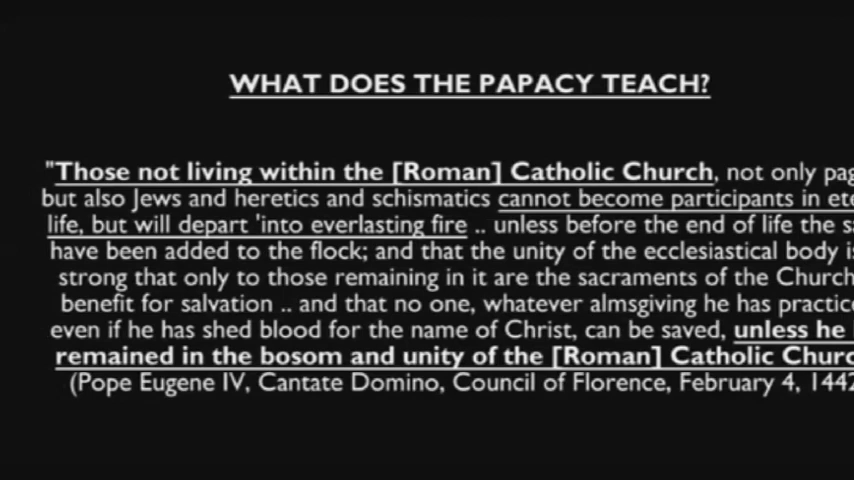 WHAT DOES THE PAPACY TEACH?
"Those not living within the [Roman] Catholic Church, not only
but also Jews and heretics and schismatics cannot become participants in
life, but will depart 'into everlasting fire .. unless before the end of life the
have been added to the flock; and that the unity of the ecclesiastical body
strong that only to those remaining in it are the sacraments of the Church
benefit for salvation .. and that no one, whatever almsgiving he has
even if he has shed blood for the name of Christ, can be saved, unless he
remained in the bosom and unity of the [Roman] Catholic
(Pope Eugene IV, Cantate Domino, Council of Florence, February 4, 1442